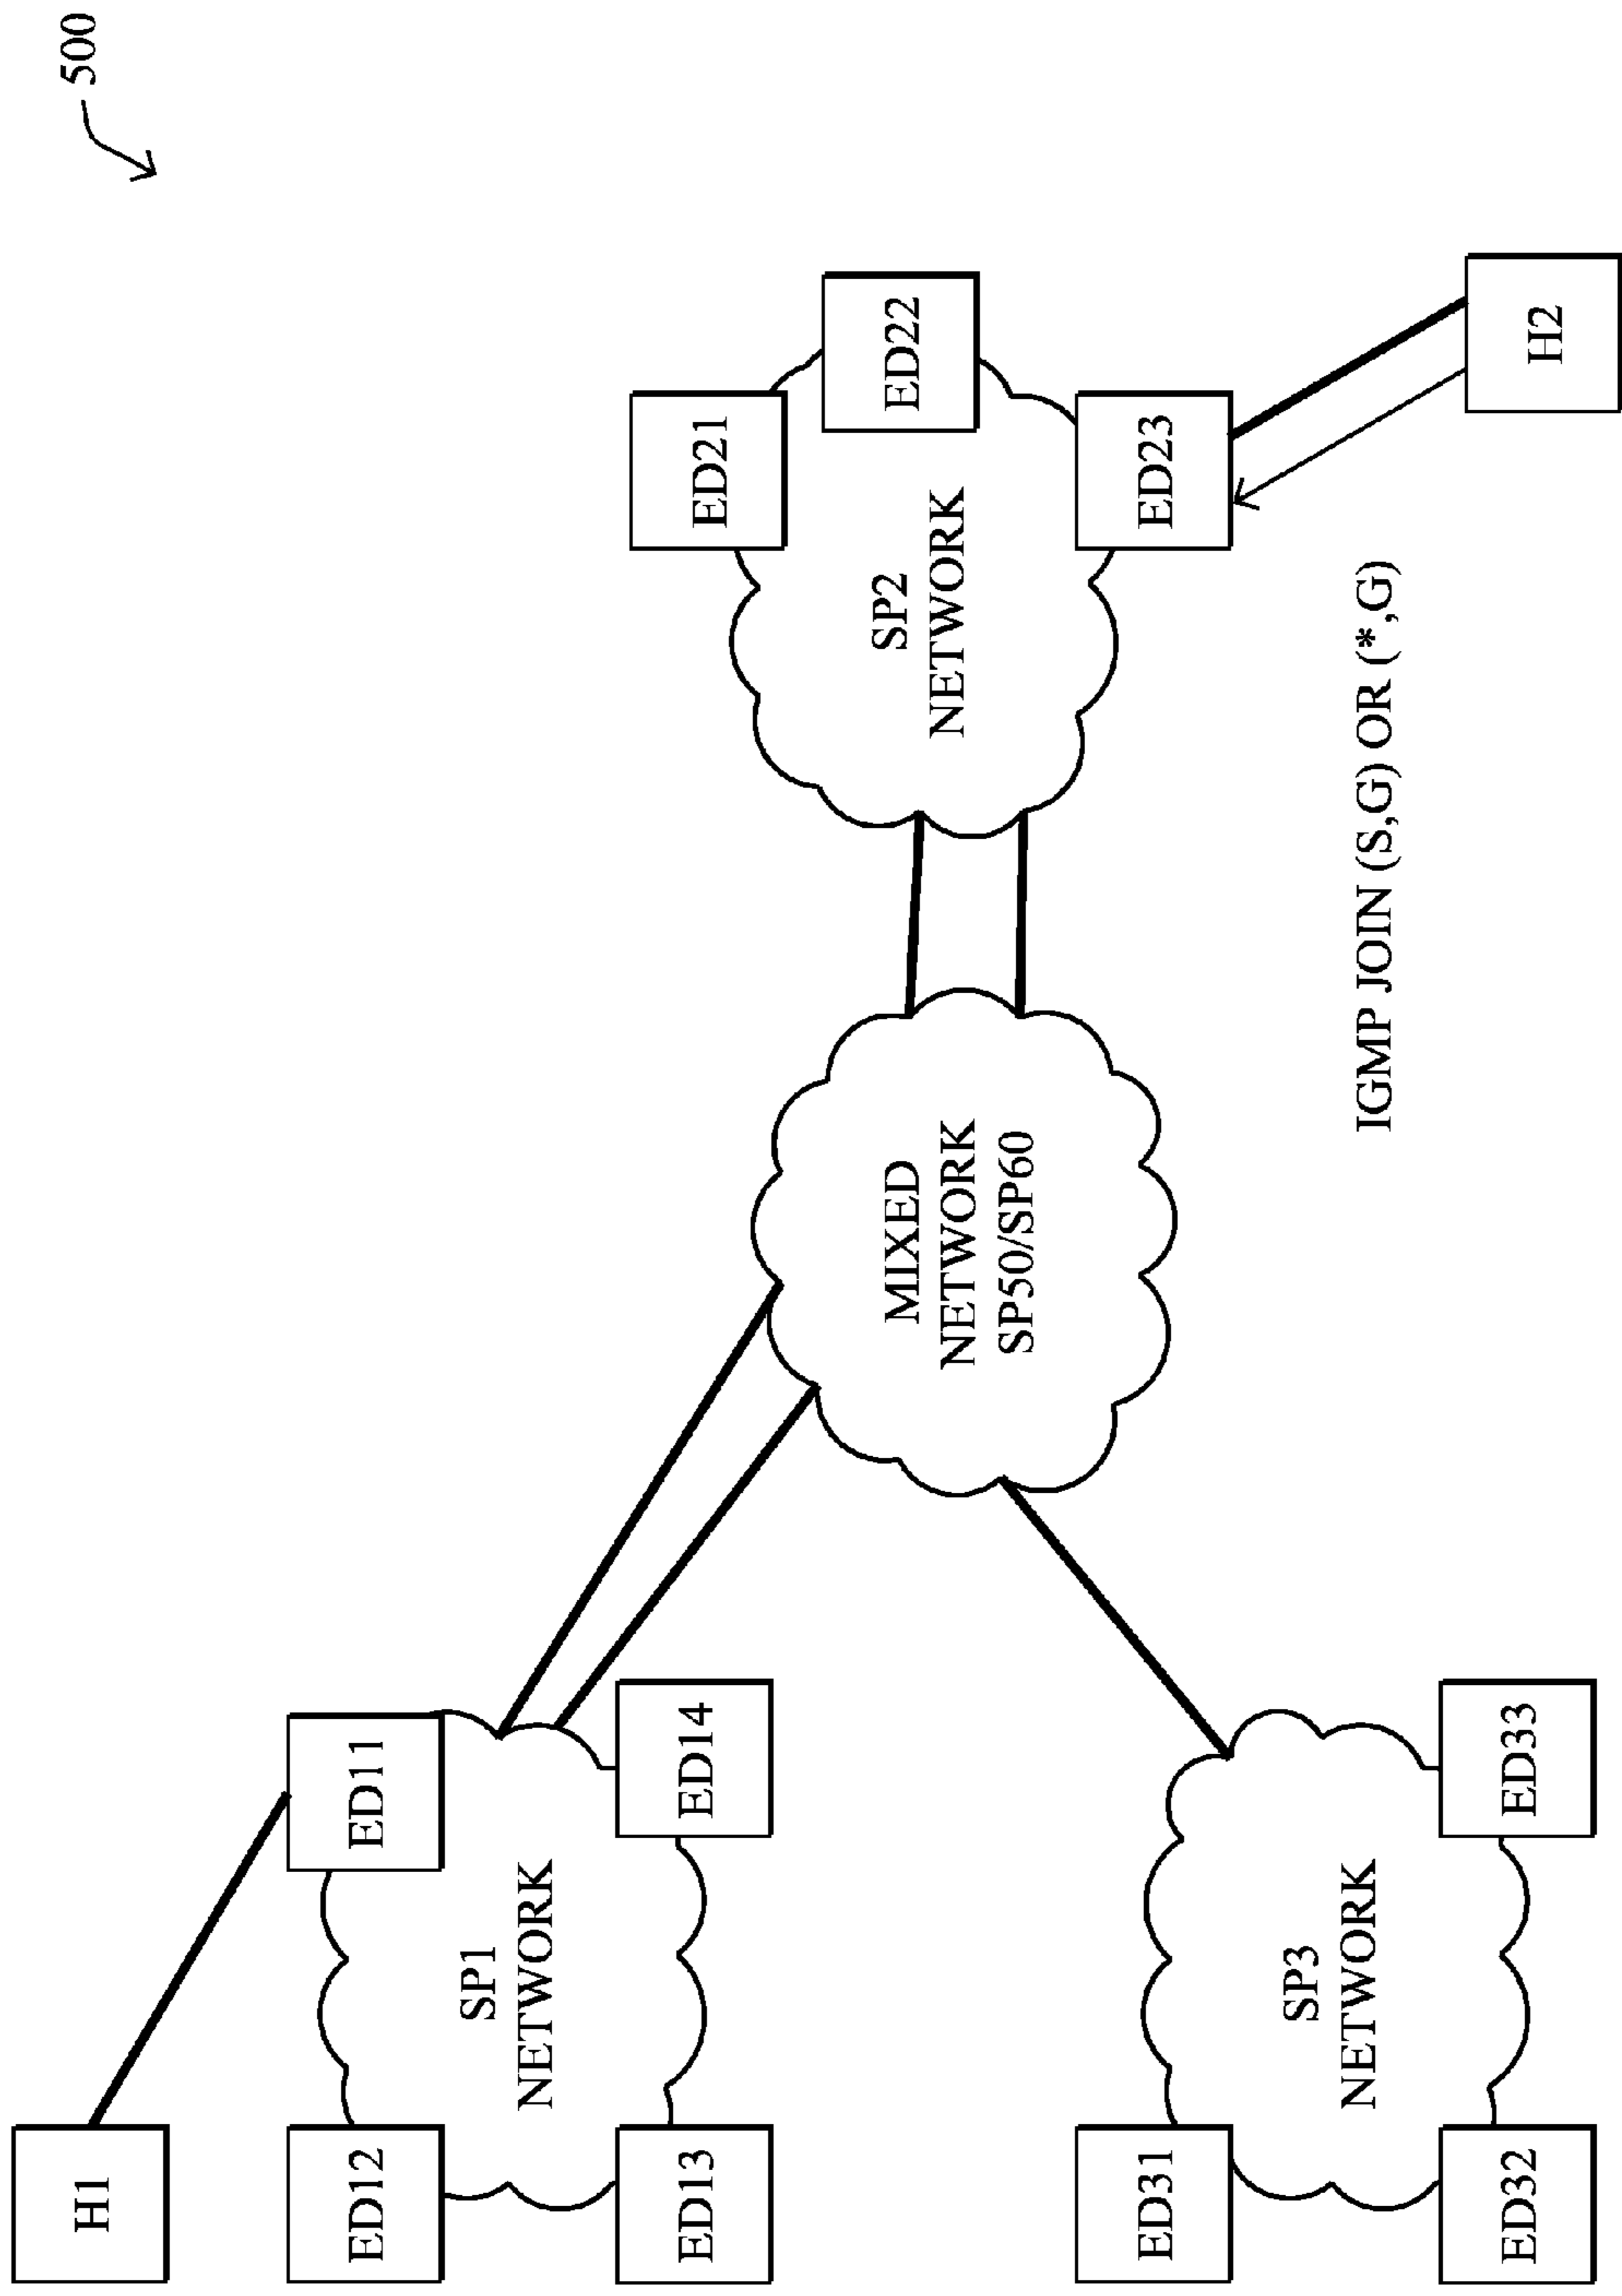 500
H1
ED11
ED12
SP1
NETWORK
ED13
ED14
MIXED
NETWORK
SP50/SP60
ED21
ED22
SP2
NETWORK
ED23
H2
IGMP JOIN (S,G) OR (*,G)
ED31
SP3
NETWORK
ED32
ED33